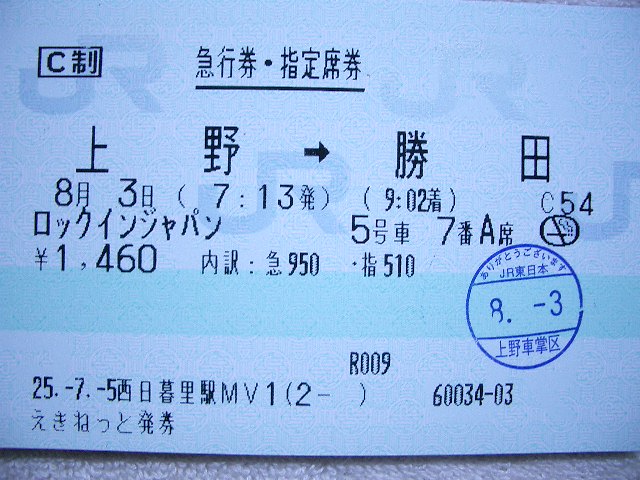 C制
急行券・指定席券
上野 → 勝田
8月 3日 ( 7:13発) ( 9:02着) C54
ロックインジャパン 5号車 7番A席
¥1,460 内訳:急950 ・指510
ありがとうございます
JR東日本
8. -3
上野車掌区
R009
25.-7.-5西日暮里駅MV1(2- ) 60034-03
えきねっと発券